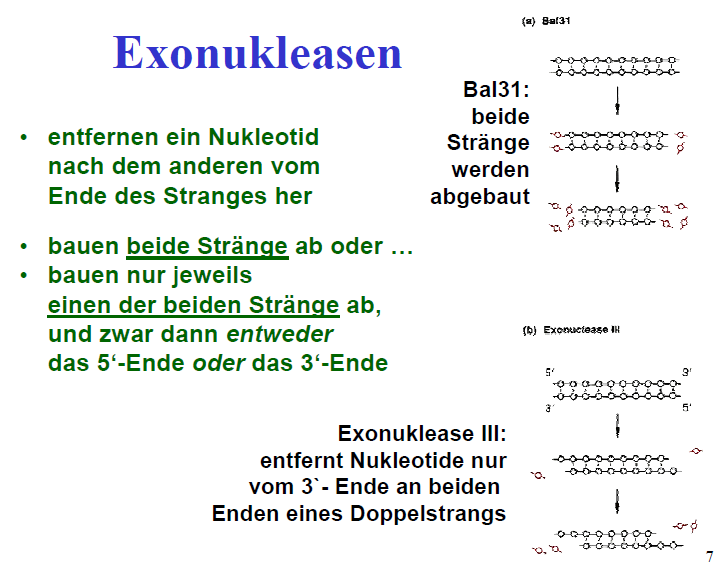 Exonukleasen
• entfernen ein Nukleotid
nach dem anderen vom
Ende des Stranges her
• bauen beide Stränge ab oder …
• bauen nur jeweils
einen der beiden Stränge ab,
und zwar dann entweder
das 5‘-Ende oder das 3‘-Ende
(a) Bal31
Bal31:
beide
Stränge
werden
abgebaut
(b) Exonuclease III
5' 3'
3' 5'
Exonuklease III:
entfernt Nukleotide nur
vom 3`- Ende an beiden
Enden eines Doppelstrangs
7